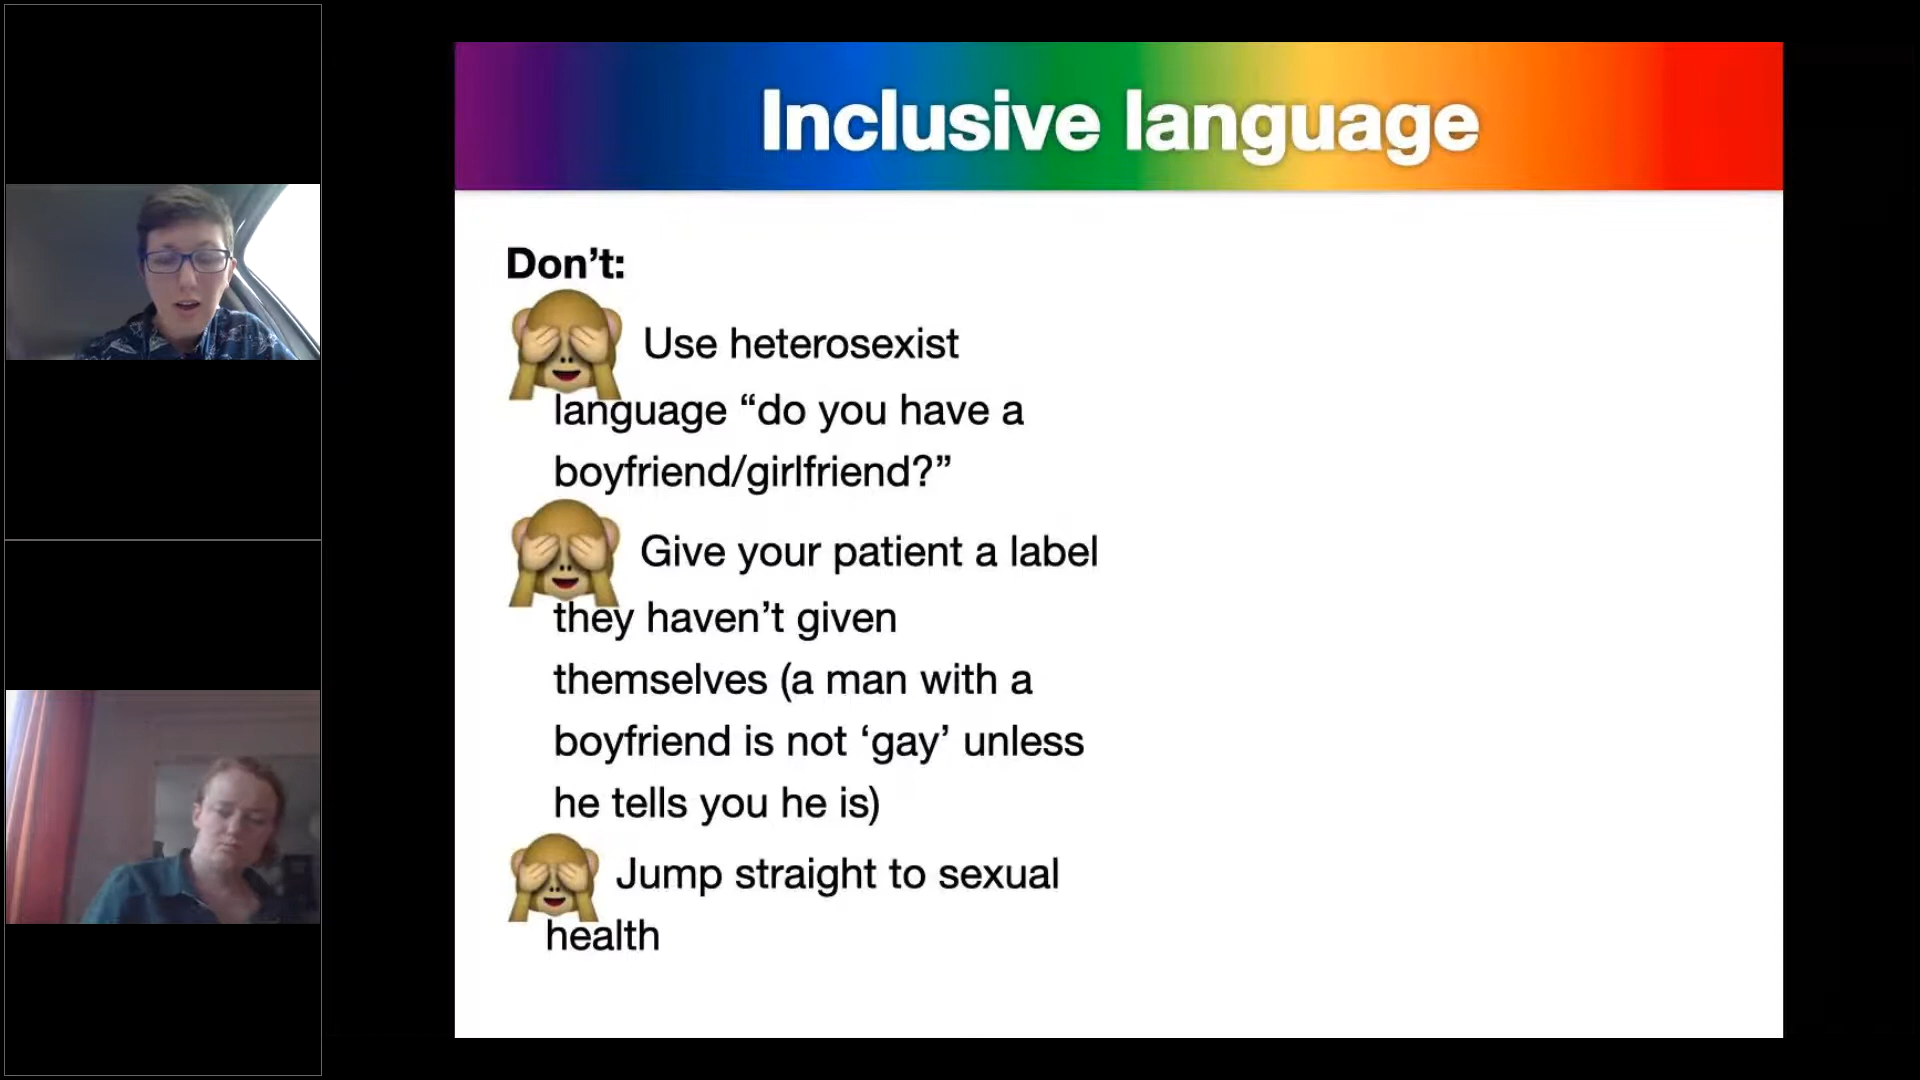 Inclusive language
Don’t:
Use heterosexist
language “do you have a
boyfriend/girlfriend?”
Give your patient a label
they haven’t given
themselves (a man with a
boyfriend is not ‘gay’ unless
he tells you he is)
Jump straight to sexual
health